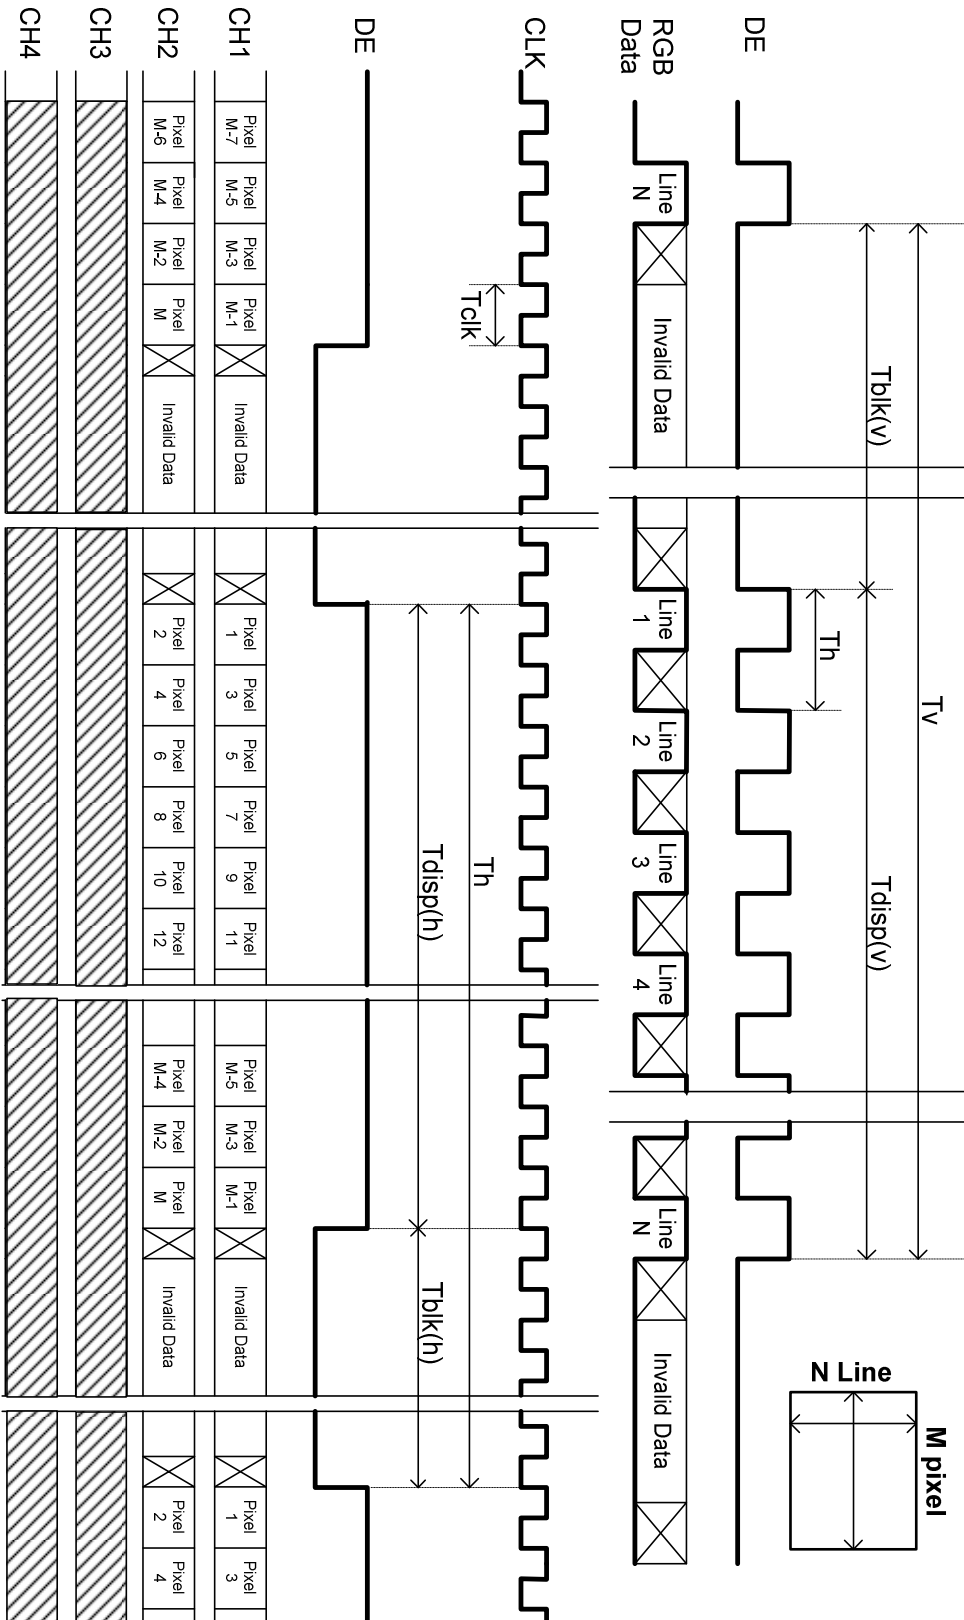 Tv
Tblk(v)
Tdisp(v)
Th
DE
RGB
Data
Line
N
Invalid Data
Line
1
Line
2
Line
3
Line
4
Line
N
Invalid Data
N Line
M pixel
CLK
Tclk
Th
Tdisp(h)
Tblk(h)
DE
CH1
Pixel
M-7
Pixel
M-5
Pixel
M-3
Pixel
M-1
Invalid Data
Pixel
1
Pixel
3
Pixel
5
Pixel
7
Pixel
9
Pixel
11
Pixel
M-5
Pixel
M-3
Pixel
M-1
Invalid Data
Pixel
1
Pixel
3
CH2
Pixel
M-6
Pixel
M-4
Pixel
M-2
Pixel
M
Invalid Data
Pixel
2
Pixel
4
Pixel
6
Pixel
8
Pixel
10
Pixel
12
Pixel
M-4
Pixel
M-2
Pixel
M
Invalid Data
Pixel
2
Pixel
4
CH3
CH4